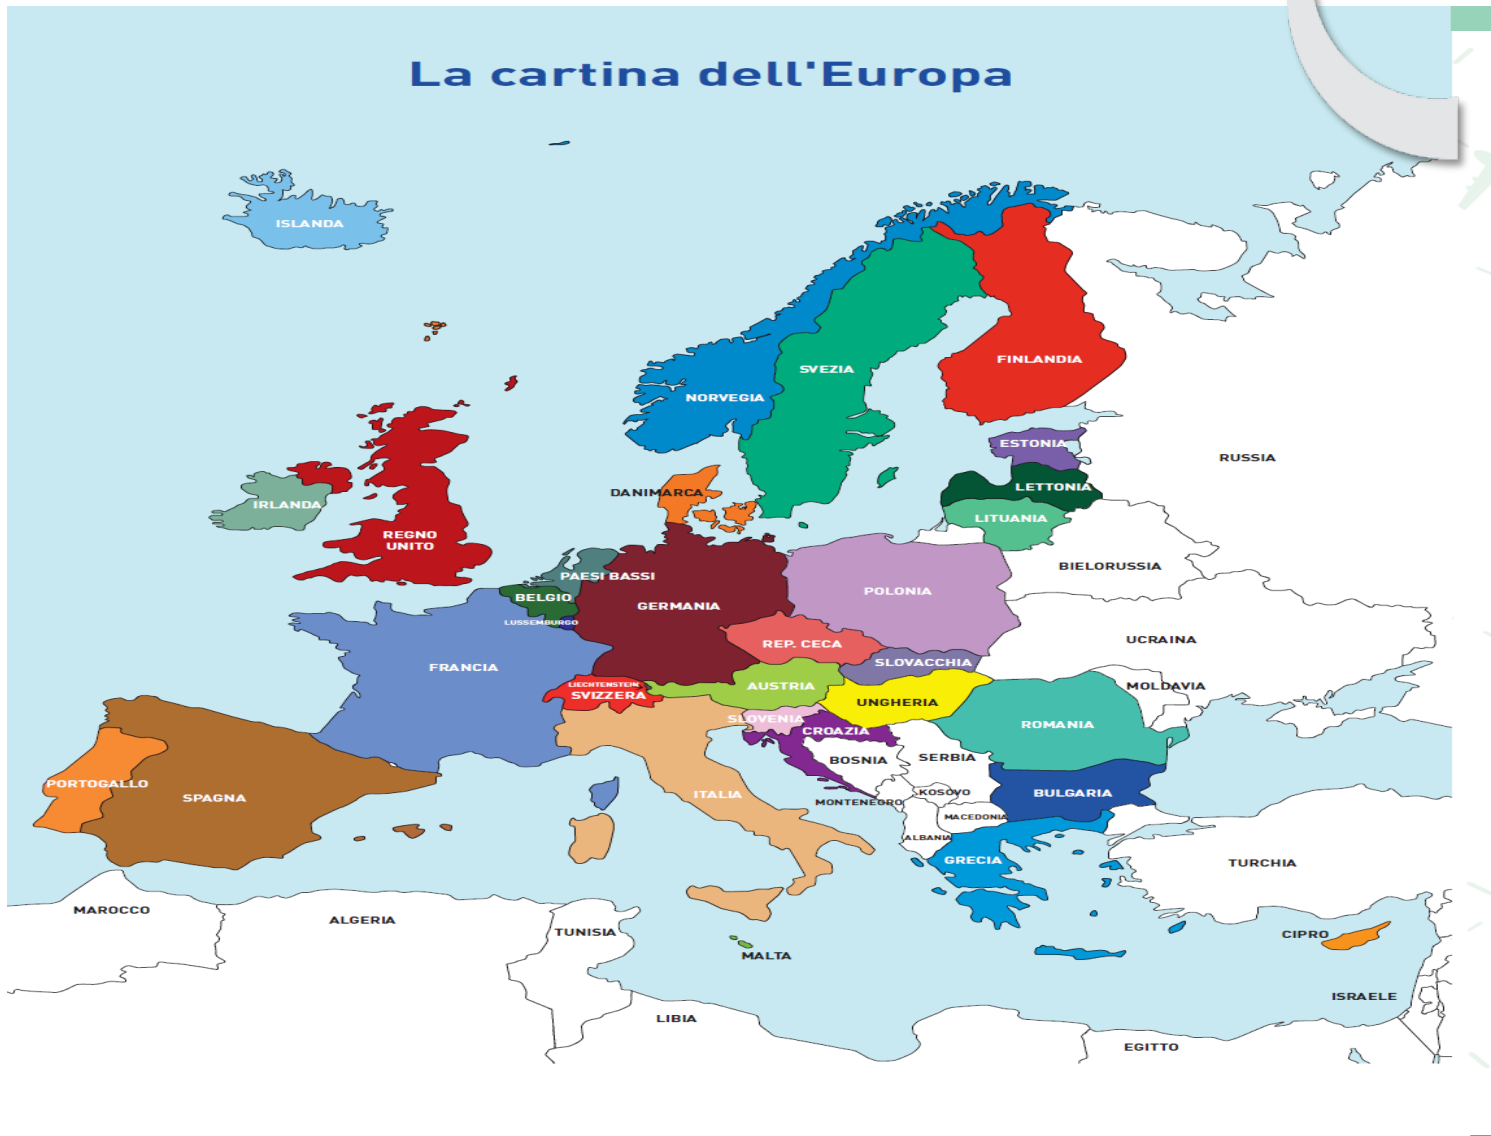 La cartina dell'Europa
ISLANDA
SVEZIA
FINLANDIA
NORVEGIA
ESTONIA
RUSSIA
LETTONIA
DANIMARCA
IRLANDA
LITUANIA
REGNO
UNITO
BIELORUSSIA
PAESI BASSI
POLONIA
BELGIO
GERMANIA
LUSSEMBURGO
UCRAINA
REP. CECA
SLOVACCHIA
FRANCIA
LIECHTENSTEIN
SVIZZERA
AUSTRIA
MOLDAVIA
UNGHERIA
SLOVENIA
ROMANIA
CROAZIA
BOSNIA
SERBIA
PORTOGALLO
SPAGNA
ITALIA
KOSOVO
BULGARIA
MONTENEGRO
MACEDONIA
ALBANIA
GRECIA
TURCHIA
MAROCCO
ALGERIA
TUNISIA
CIPRO
MALTA
ISRAELE
LIBIA
EGITTO